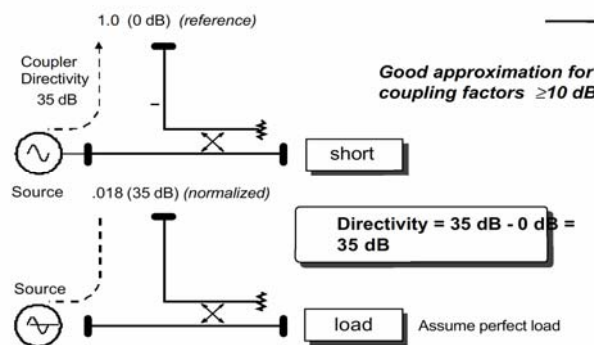 1.0 (0 dB) (reference)
Coupler
Directivity
35 dB
Good approximation for
coupling factors ≥10 dB
short
Source
.018 (35 dB) (normalized)
Directivity = 35 dB - 0 dB =
35 dB
Source
load
Assume perfect load